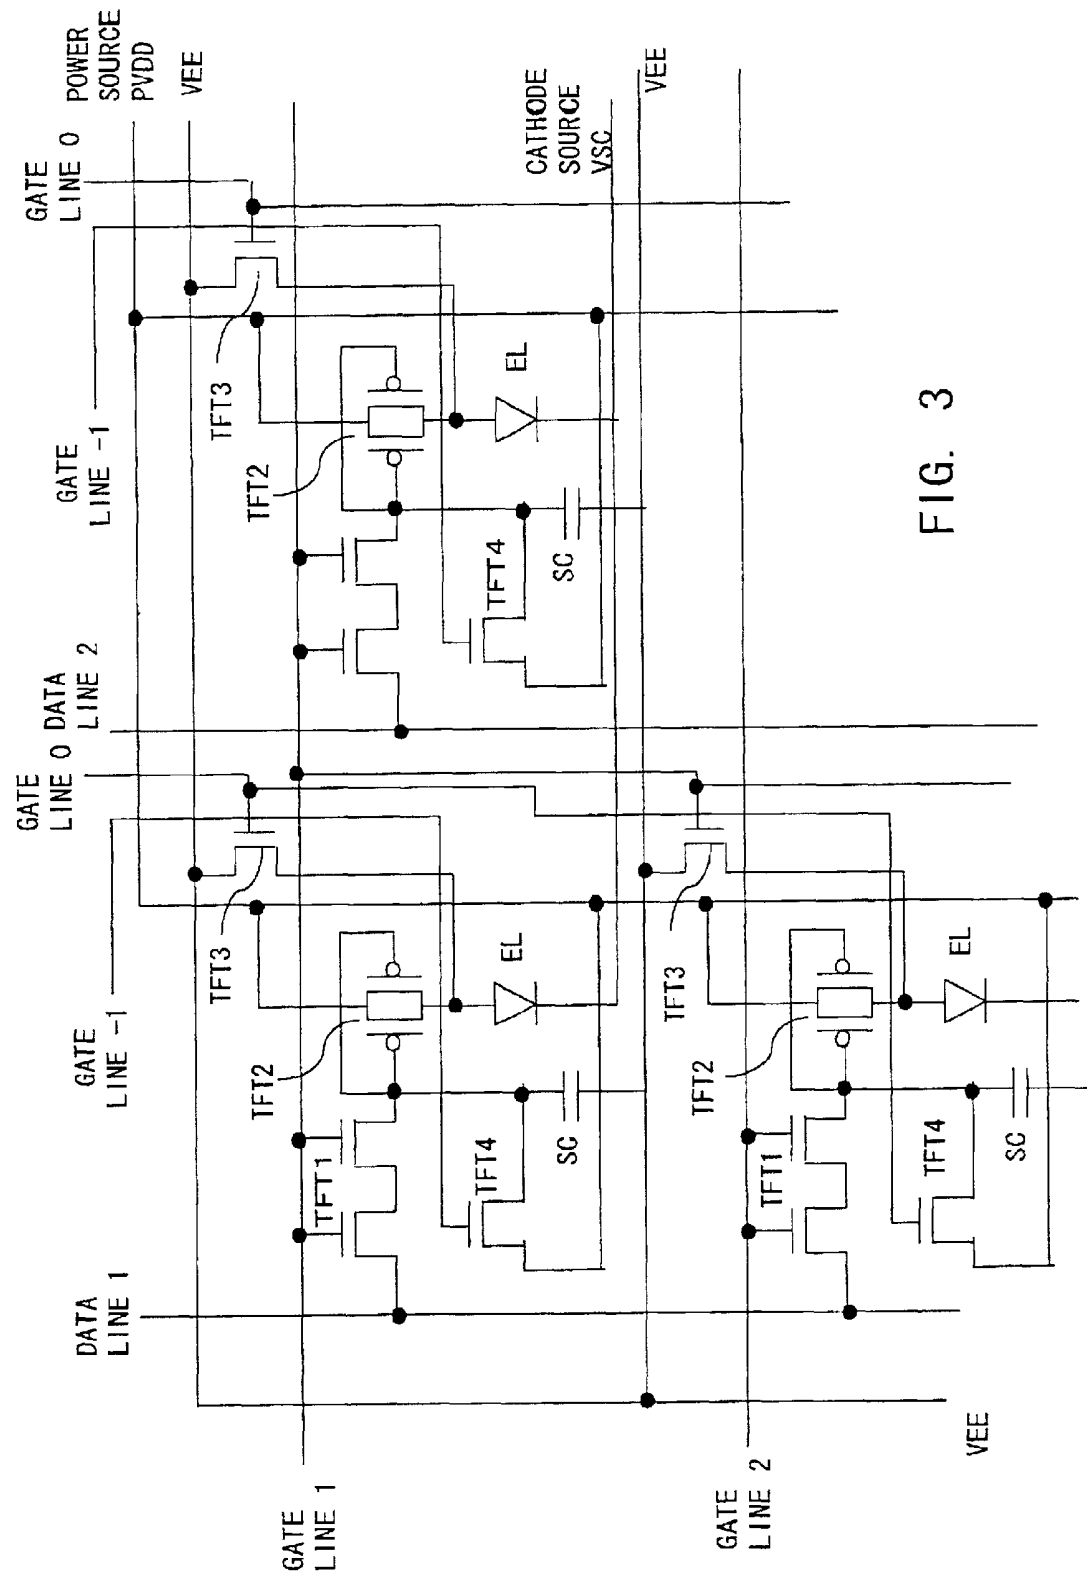 GATE
LINE 1
GATE
LINE 2
VEE
DATA
LINE 1
GATE
LINE -1
GATE
LINE 0
DATA
LINE 2
GATE
LINE -1
GATE
LINE 0
POWER
SOURCE
PVDD
VEE
TFT1
TFT2
TFT3
TFT4
SC
EL
TFT2
TFT3
TFT4
SC
EL
CATHODE
SOURCE
VSC
VEE
TFT1
TFT2
TFT3
TFT4
SC
EL
FIG. 3